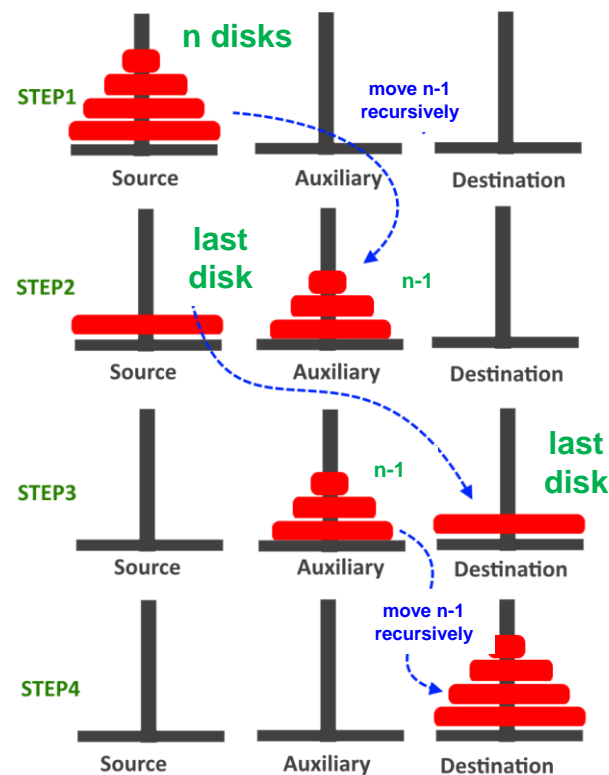 n disks
STEP1
move n-1
recursively
Source
Auxiliary
Destination
last
disk
STEP2
n-1
Source
Auxiliary
Destination
last
disk
STEP3
n-1
Source
Auxiliary
Destination
move n-1
recursively
STEP4
Source
Auxiliary
Destination